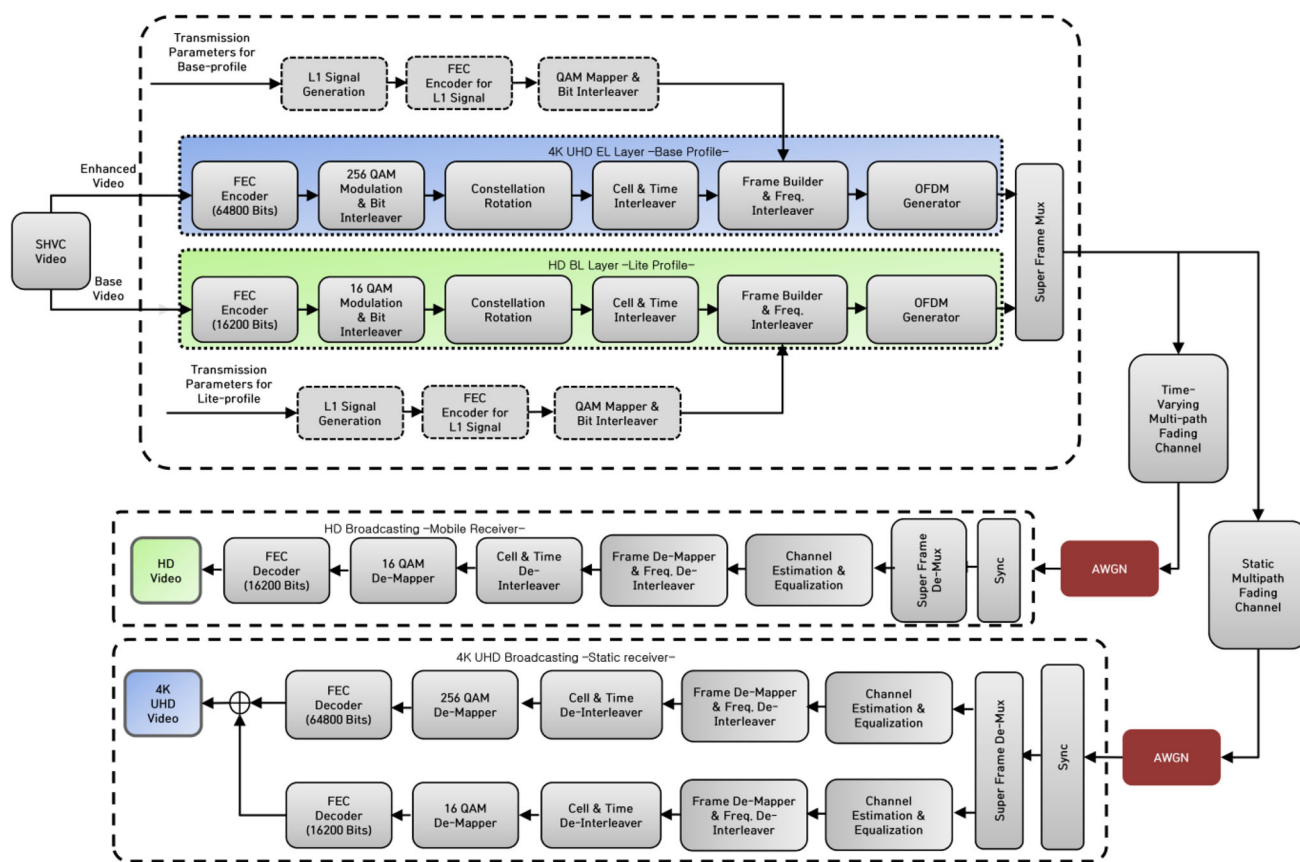 Transmission
Parameters for
Base-profile
L1 Signal
Generation
FEC
Encoder for
L1 Signal
QAM Mapper &
Bit Interleaver
4K UHD EL Layer -Base Profile-
Enhanced
Video
FEC
Encoder
(64800 Bits)
256 QAM
Modulation
& Bit
Interleaver
Constellation
Rotation
Cell & Time
Interleaver
Frame Builder
& Freq.
Interleaver
OFDM
Generator
Super Frame Mux
SHVC
Video
HD BL Layer -Lite Profile-
Base
Video
FEC
Encoder
(16200 Bits)
16 QAM
Modulation
& Bit
Interleaver
Constellation
Rotation
Cell & Time
Interleaver
Frame Builder
& Freq.
Interleaver
OFDM
Generator
Transmission
Parameters for
Lite-profile
L1 Signal
Generation
FEC
Encoder for
L1 Signal
QAM Mapper &
Bit Interleaver
Time-
Varying
Multi-path
Fading
Channel
Static
Multipath
Fading
Channel
HD Broadcasting -Mobile Receiver-
HD
Video
FEC
Decoder
(16200 Bits)
16 QAM
De-Mapper
Cell & Time
De-
Interleaver
Frame De-Mapper
& Freq. De-
Interleaver
Channel
Estimation &
Equalization
Super Frame
De-Mux
Sync
AWGN
4K UHD Broadcasting -Static receiver-
4K
UHD
Video
FEC
Decoder
(64800 Bits)
256 QAM
De-Mapper
Cell & Time
De-Interleaver
Frame De-Mapper
& Freq. De-
Interleaver
Channel
Estimation &
Equalization
Super Frame De-Mux
Sync
AWGN
FEC
Decoder
(16200 Bits)
16 QAM
De-Mapper
Cell & Time
De-Interleaver
Frame De-Mapper
& Freq. De-
Interleaver
Channel
Estimation &
Equalization